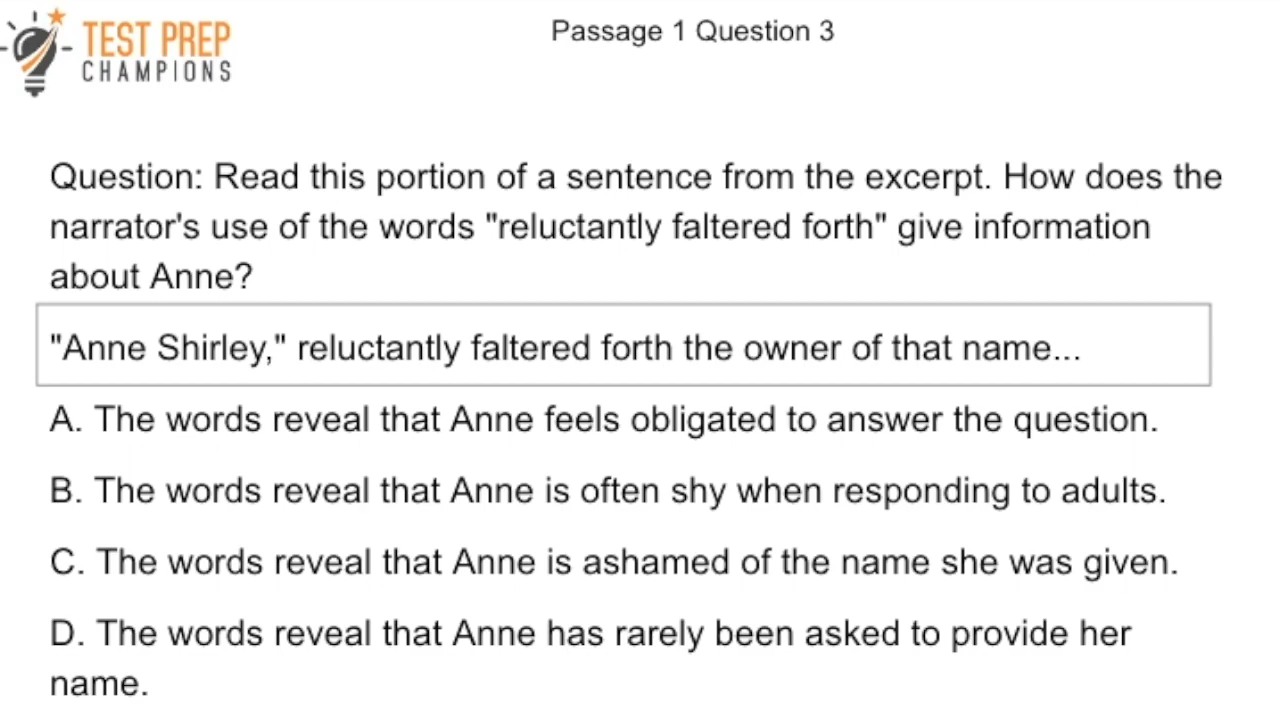 TEST PREP
CHAMPIONS
Passage 1 Question 3
Question: Read this portion of a sentence from the excerpt. How does the
narrator's use of the words "reluctantly faltered forth" give information
about Anne?
"Anne Shirley," reluctantly faltered forth the owner of that name...
A. The words reveal that Anne feels obligated to answer the question.
B. The words reveal that Anne is often shy when responding to adults.
C. The words reveal that Anne is ashamed of the name she was given.
D. The words reveal that Anne has rarely been asked to provide her
name.